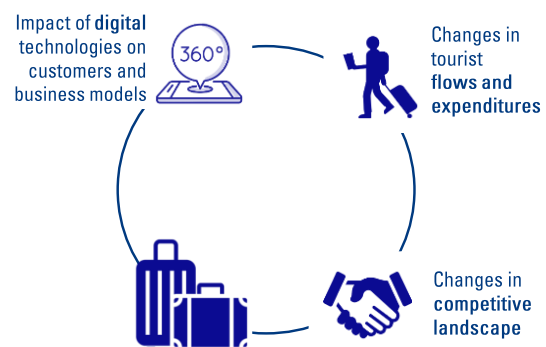 Impact of digital
technologies on
customers and
business models
360°
Changes in
tourist
flows and
expenditures
Changes in
competitive
landscape